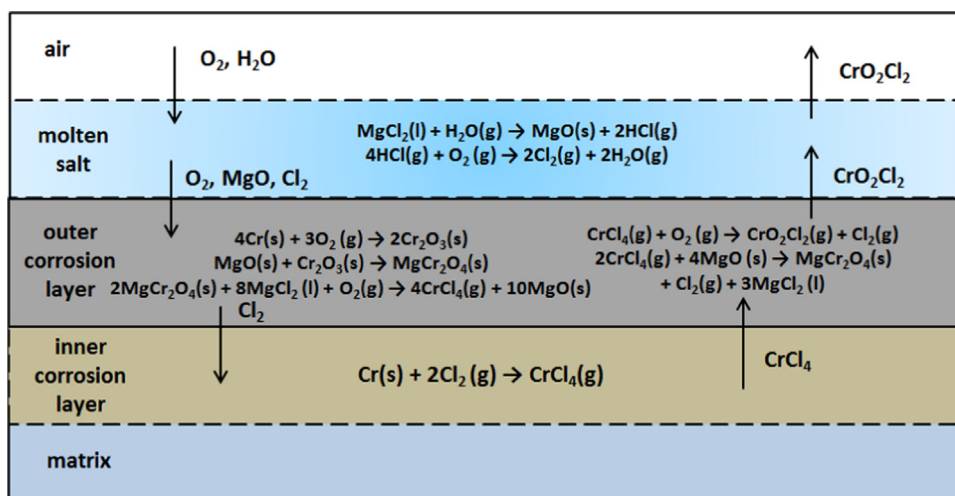 air
O₂, H₂O
CrO₂Cl₂
molten
salt
MgCl₂(l) + H₂O(g) → MgO(s) + 2HCl(g)
4HCl(g) + O₂ (g) → 2Cl₂(g) + 2H₂O(g)
O₂, MgO, Cl₂
CrO₂Cl₂
outer
corrosion
layer
4Cr(s) + 3O₂ (g) → 2Cr₂O₃(s)
MgO(s) + Cr₂O₃(s) → MgCr₂O₄(s)
2MgCr₂O₄(s) + 8MgCl₂ (l) + O₂(g) → 4CrCl₄(g) + 10MgO(s)
CrCl₄(g) + O₂ (g) → CrO₂Cl₂(g) + Cl₂(g)
2CrCl₄(g) + 4MgO (s) → MgCr₂O₄(s)
+ Cl₂(g) + 3MgCl₂ (l)
Cl₂
inner
corrosion
layer
Cr(s) + 2Cl₂ (g) → CrCl₄(g)
CrCl₄
matrix